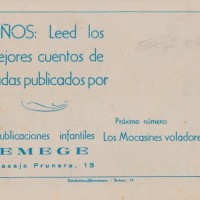 ÑOS: Leed los
ejores cuentos de
adas publicados por
ublicaciones infantiles
EMEGE
asaje Prunera, 15
Próximo número:
Los Mocasines voladore